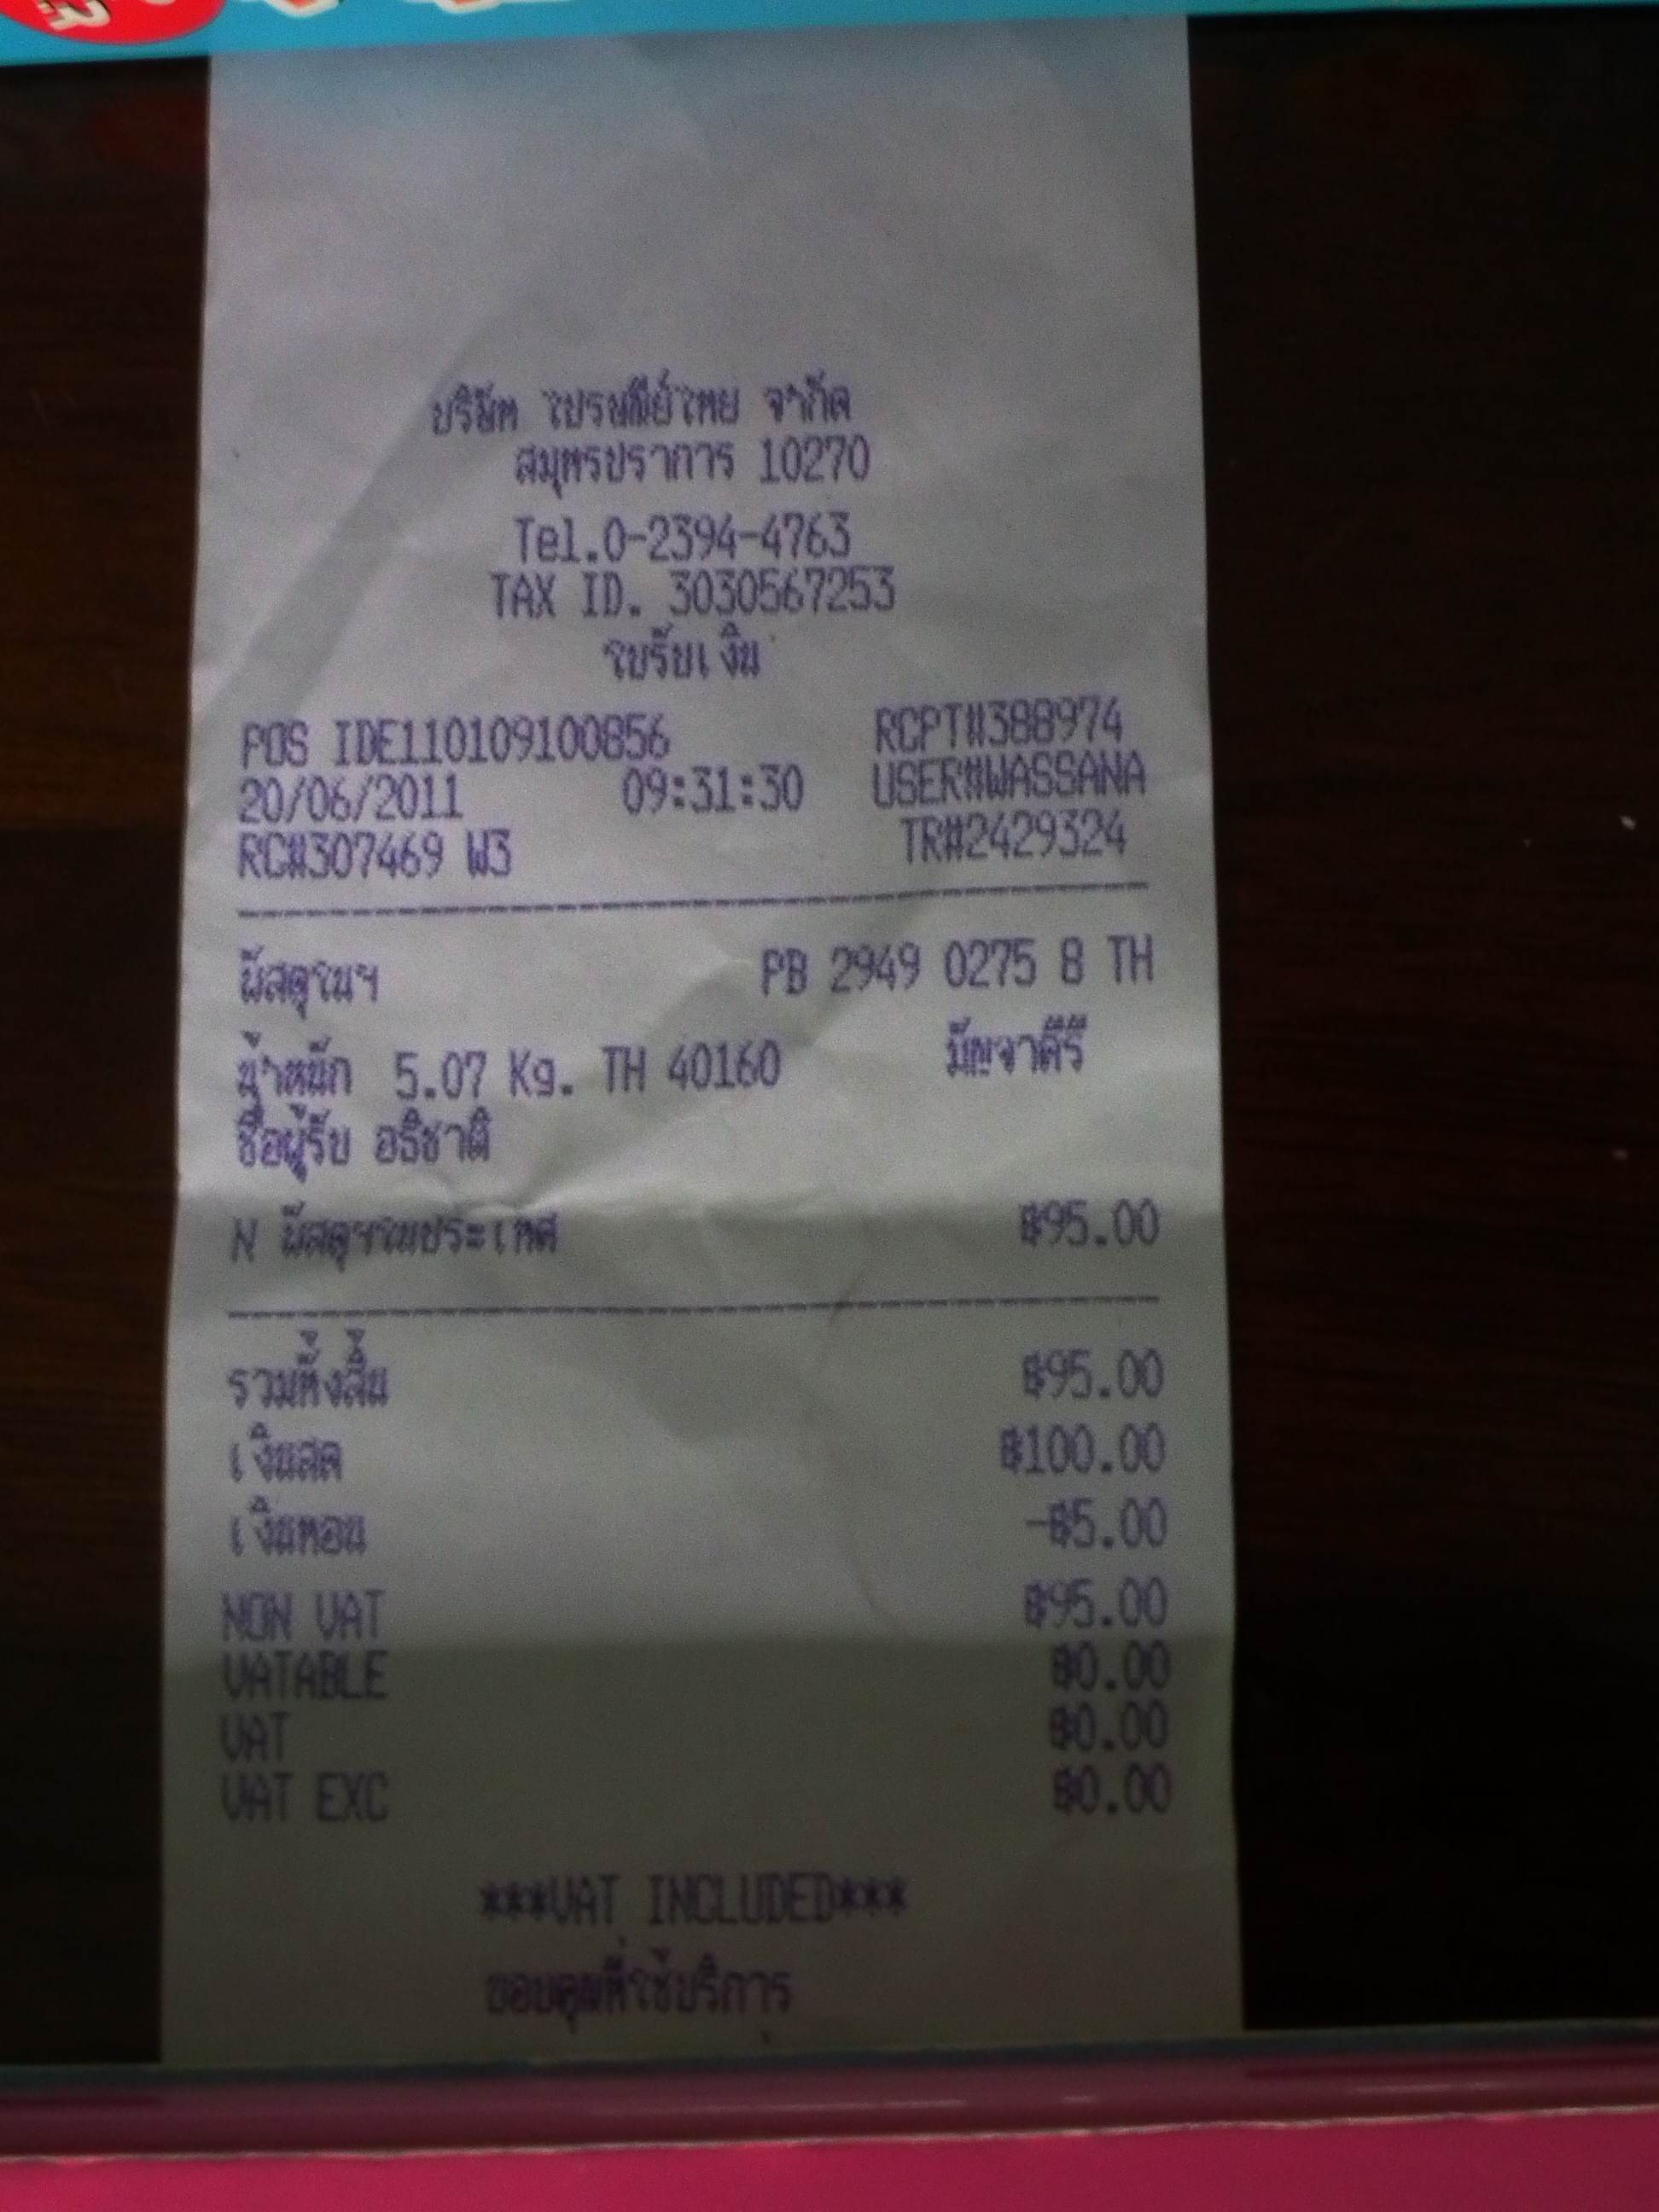 บริษัท ไปรษณีย์ไทย จำกัด
สมุทรปราการ 10270
Tel.0-2394-4763
TAX ID. 3030567253
ใบรับเงิน
POS IDE110109100856 RCPT#388974
20/06/2011 09:31:30 USER#WASSANA
RC#307469 W3 TR#2429324
พัสดุในฯ PB 2949 0275 8 TH
น้ำหนัก 5.07 Kg. TH 40160 มัญจาคีรี
ชื่อผู้รับ อธิชาติ
N พัสดุฯในประเทศ ฿95.00
รวมทั้งสิ้น ฿95.00
เงินสด ฿100.00
เงินทอน -฿5.00
NON VAT ฿95.00
VATABLE ฿0.00
VAT ฿0.00
VAT EXC ฿0.00
***VAT INCLUDED***
ขอบคุณที่ใช้บริการ